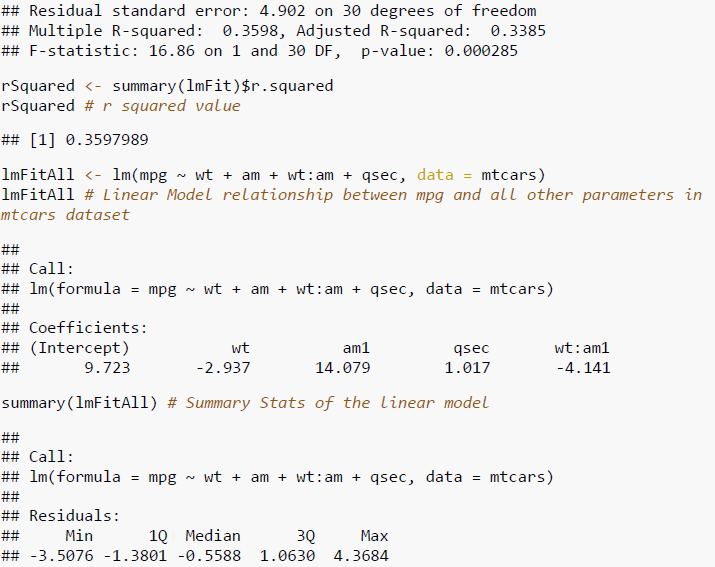 ## Residual standard error: 4.902 on 30 degrees of freedom
## Multiple R-squared:  0.3598, Adjusted R-squared:  0.3385
## F-statistic: 16.86 on 1 and 30 DF,  p-value: 0.000285
rSquared <- summary(lmFit)$r.squared
rSquared # r squared value
## [1] 0.3597989
lmFitAll <- lm(mpg ~ wt + am + wt:am + qsec, data = mtcars)
lmFitAll # Linear Model relationship between mpg and all other parameters in
mtcars dataset
##
## Call:
## lm(formula = mpg ~ wt + am + wt:am + qsec, data = mtcars)
##
## Coefficients:
## (Intercept)           wt          am1         qsec       wt:am1
##       9.723       -2.937       14.079        1.017       -4.141
summary(lmFitAll) # Summary Stats of the linear model
##
## Call:
## lm(formula = mpg ~ wt + am + wt:am + qsec, data = mtcars)
##
## Residuals:
##     Min      1Q  Median      3Q     Max
## -3.5076 -1.3801 -0.5588  1.0630  4.3684